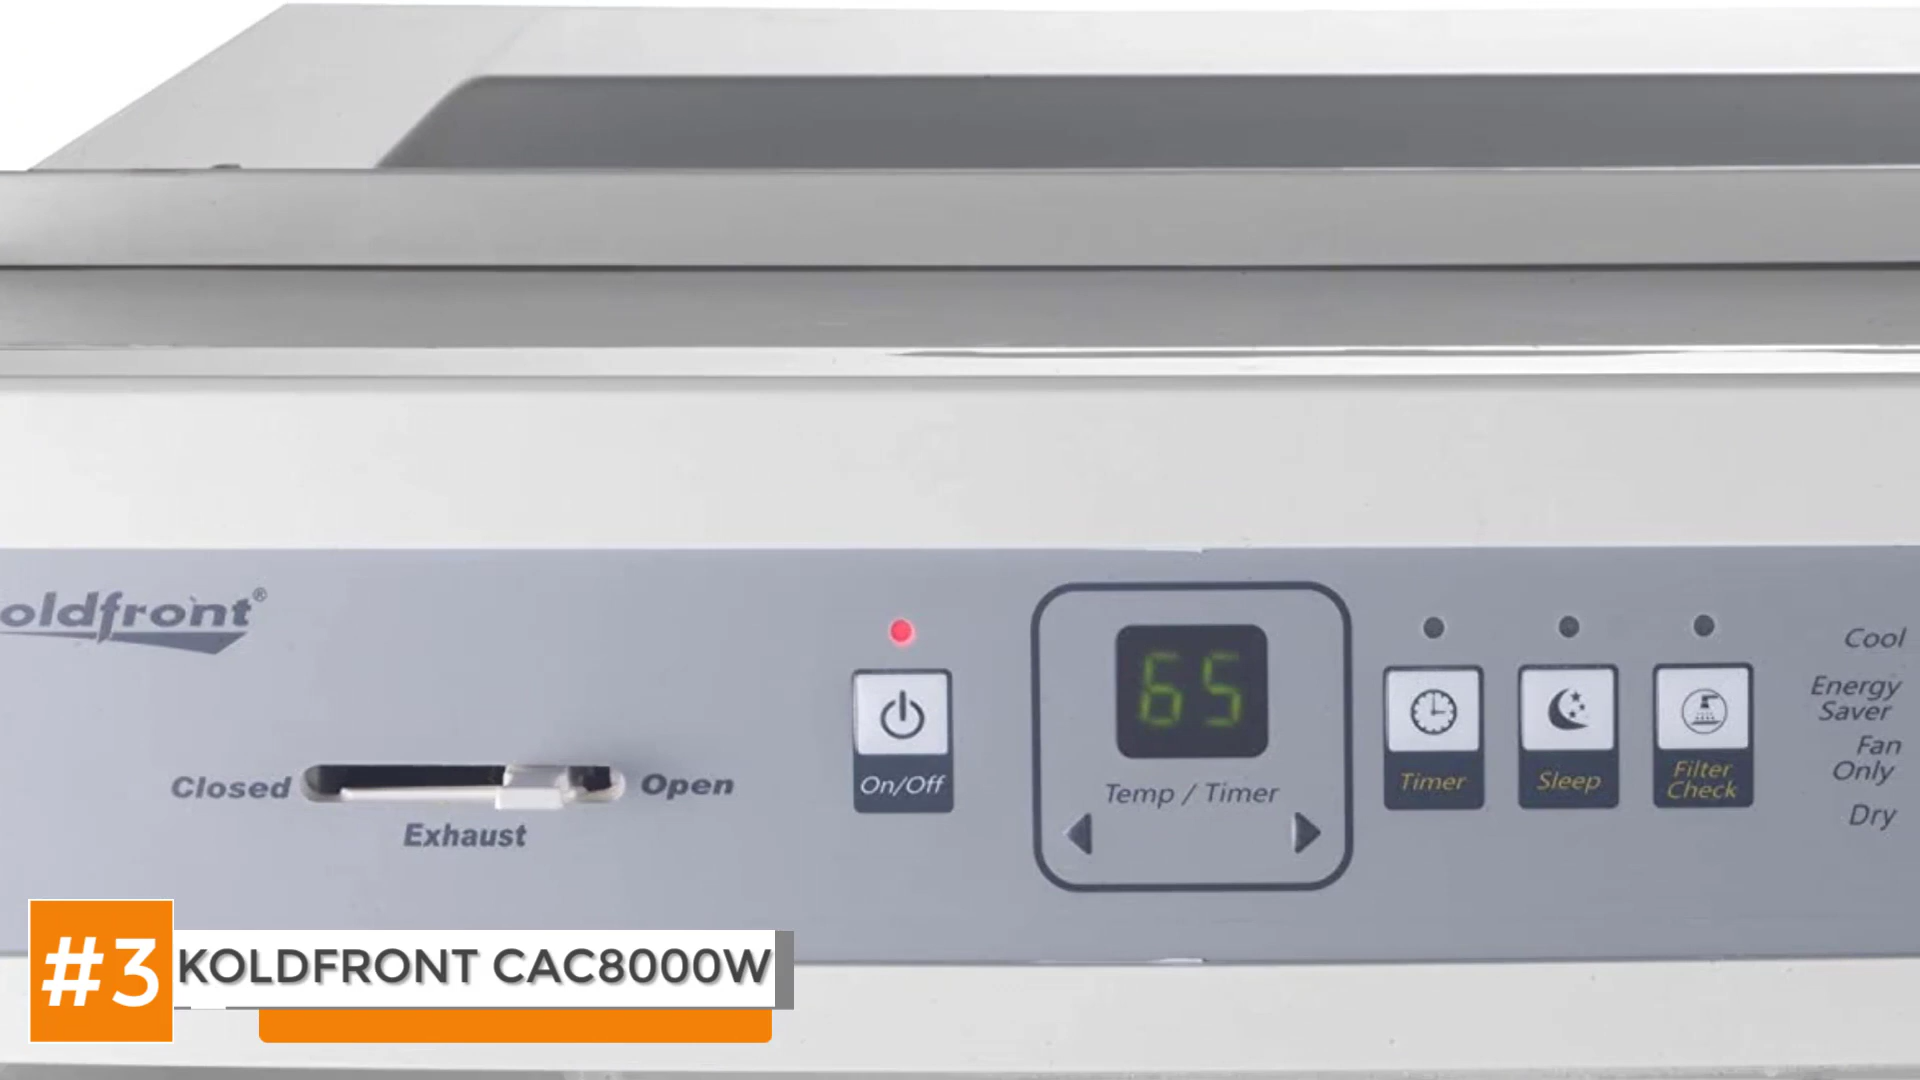 oldfront®
65
Cool
Energy
Saver
Fan
Only
Dry
Closed
Open
Exhaust
On/Off
Temp / Timer
Timer
Sleep
Filter
Check
#3
KOLDFRONT CAC8000W